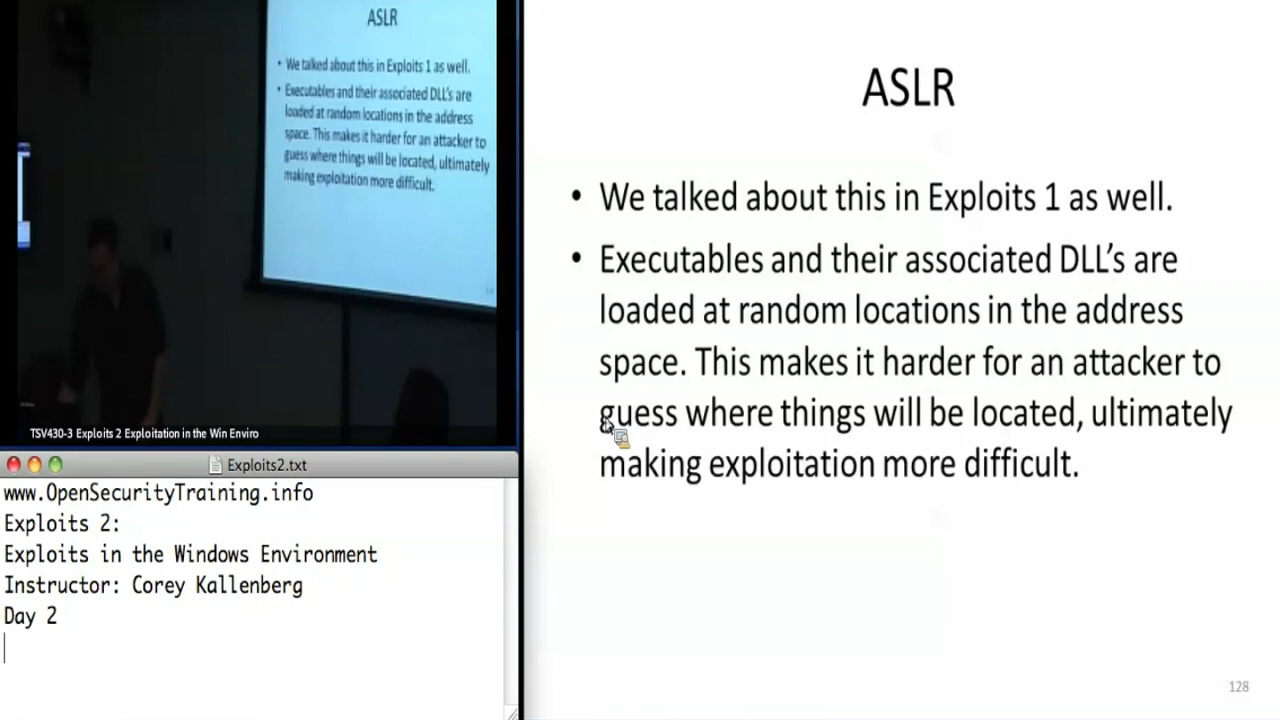 ASLR
• We talked about this in Exploits 1 as well.
• Executables and their associated DLL's are
loaded at random locations in the address
space. This makes it harder for an attacker to
guess where things will be located, ultimately
making exploitation more difficult.
TSV430-3 Exploits 2 Exploitation in the Win Enviro
Exploits2.txt
www.OpenSecurityTraining.info
Exploits 2:
Exploits in the Windows Environment
Instructor: Corey Kallenberg
Day 2
ASLR
• We talked about this in Exploits 1 as well.
• Executables and their associated DLL’s are
loaded at random locations in the address
space. This makes it harder for an attacker to
guess where things will be located, ultimately
making exploitation more difficult.
128